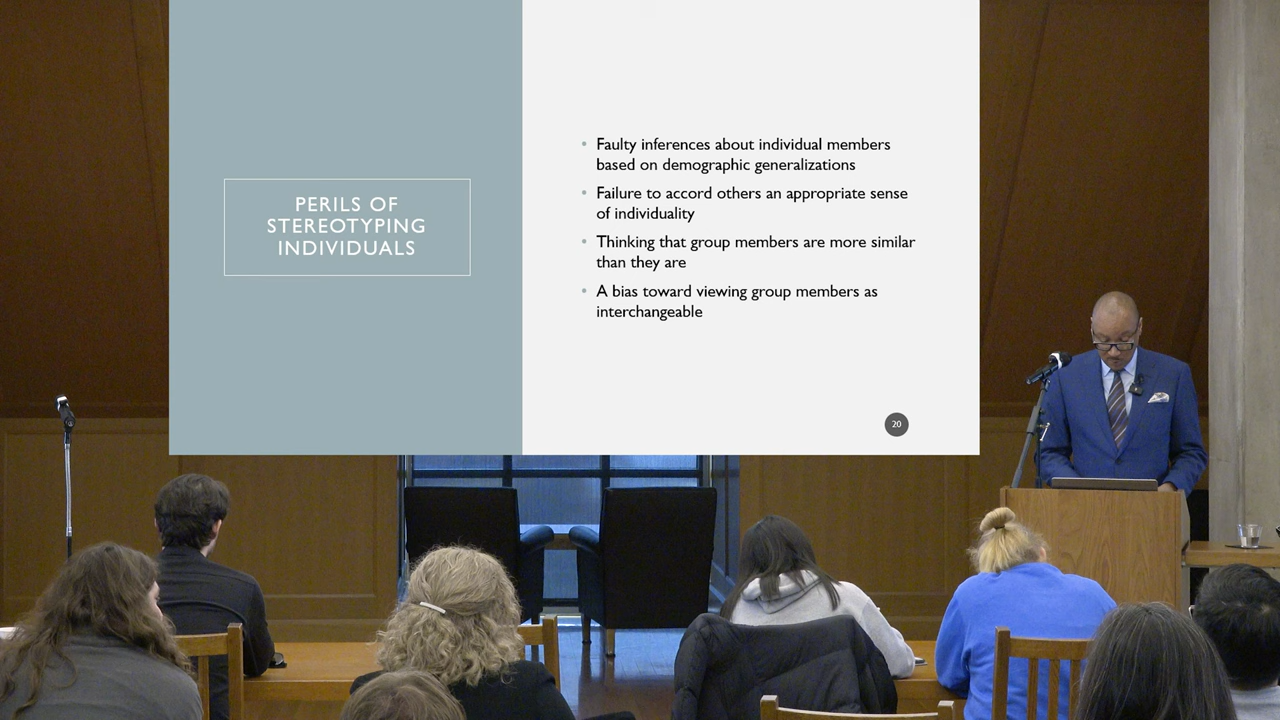 PERILS OF
STEREOTYPING
INDIVIDUALS
• Faulty inferences about individual members
based on demographic generalizations
• Failure to accord others an appropriate sense
of individuality
• Thinking that group members are more similar
than they are
• A bias toward viewing group members as
interchangeable
20